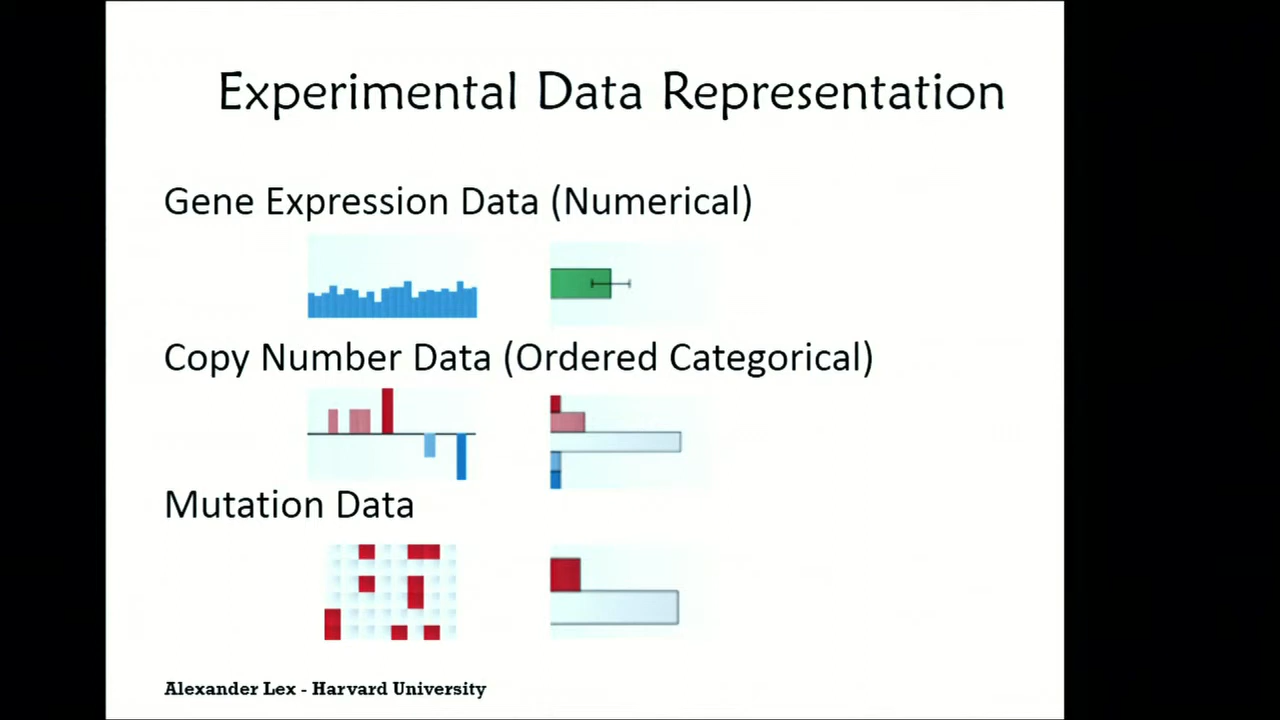 Experimental Data Representation
Gene Expression Data (Numerical)
Copy Number Data (Ordered Categorical)
Mutation Data
Alexander Lex - Harvard University